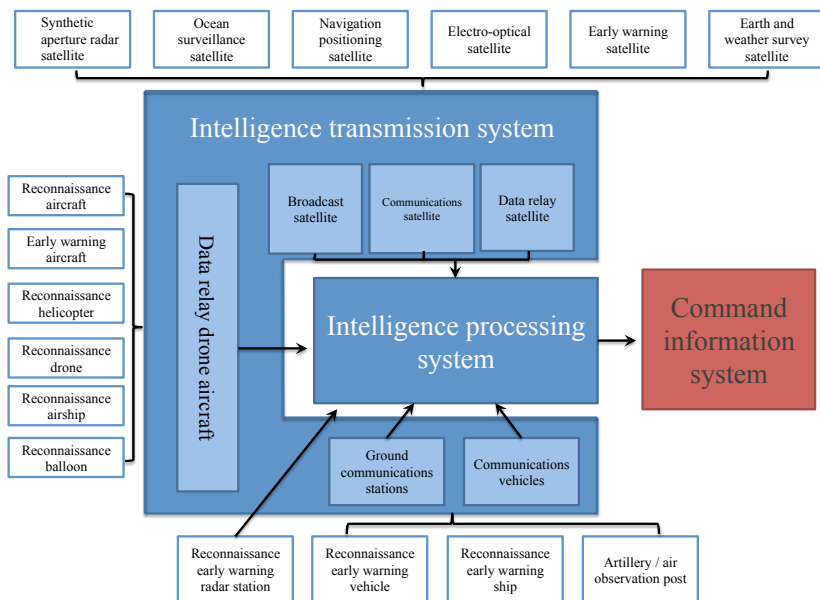 Synthetic
aperture radar
satellite
Ocean
surveillance
satellite
Navigation
positioning
satellite
Electro-optical
satellite
Early warning
satellite
Earth and
weather survey
satellite
Intelligence transmission system
Reconnaissance
aircraft
Early warning
aircraft
Reconnaissance
helicopter
Reconnaissance
drone
Reconnaissance
airship
Reconnaissance
balloon
Data relay drone aircraft
Broadcast
satellite
Communications
satellite
Data relay
satellite
Intelligence processing
system
Command
information
system
Ground
communications
stations
Communications
vehicles
Reconnaissance
early warning
radar station
Reconnaissance
early warning
vehicle
Reconnaissance
early warning
ship
Artillery / air
observation post